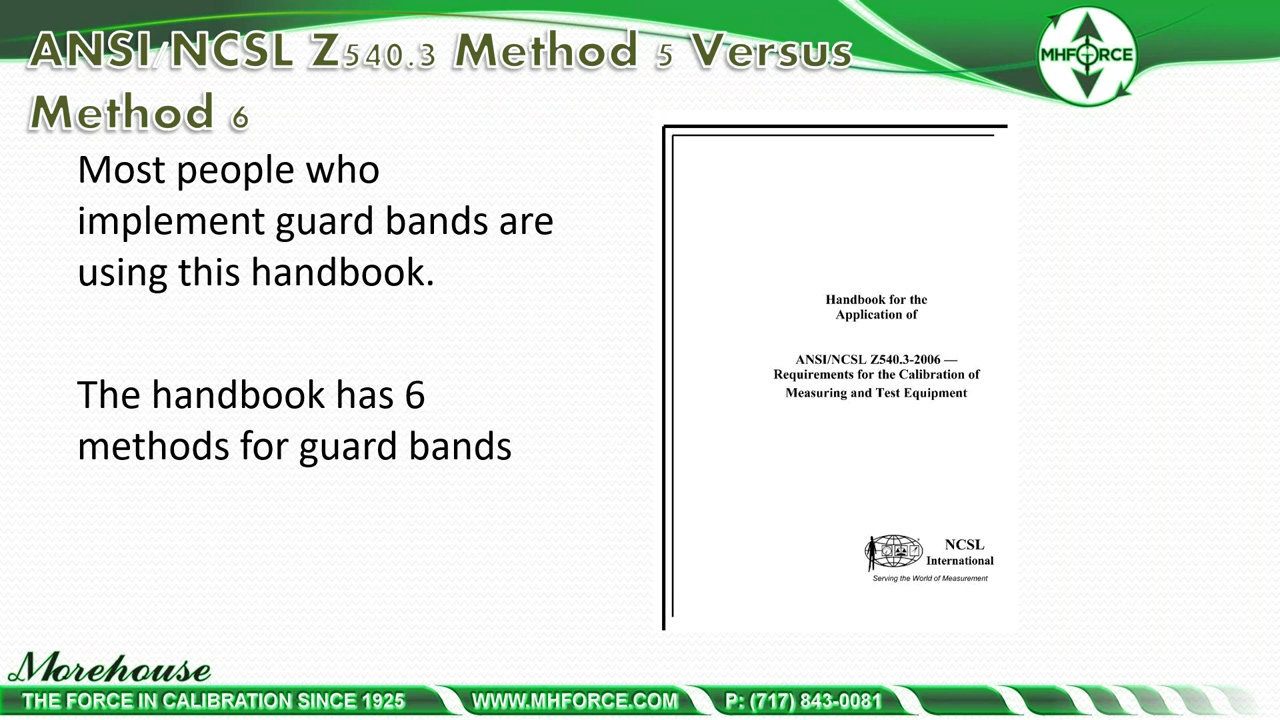 ANSI/NCSL Z540.3 Method 5 Versus
Method 6
MHFORCE
Most people who
implement guard bands are
using this handbook.
The handbook has 6
methods for guard bands
Handbook for the
Application of
ANSI/NCSL Z540.3-2006 —
Requirements for the Calibration of
Measuring and Test Equipment
NCSL
International
Serving the World of Measurement
Morehouse
THE FORCE IN CALIBRATION SINCE 1925
WWW.MHFORCE.COM
P: (717) 843-0081